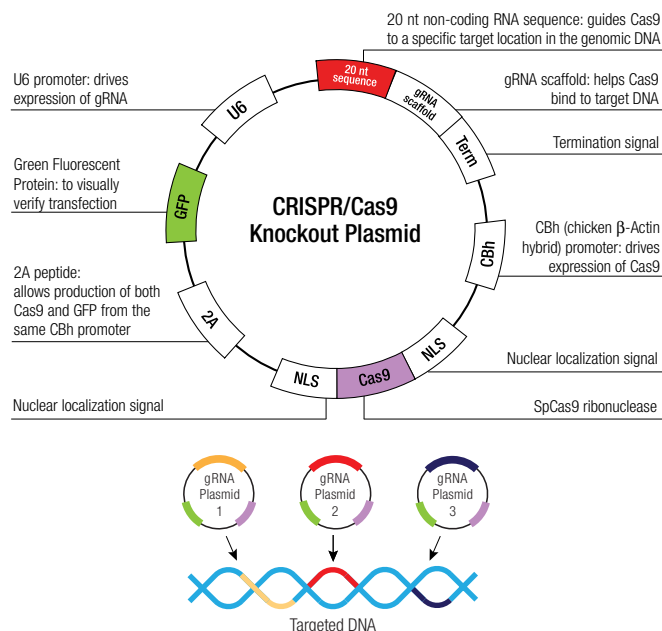 20 nt non-coding RNA sequence: guides Cas9
to a specific target location in the genomic DNA
U6 promoter: drives
expression of gRNA
gRNA scaffold: helps Cas9
bind to target DNA
Termination signal
Green Fluorescent
Protein: to visually
verify transfection
CBh (chicken β-Actin
hybrid) promoter: drives
expression of Cas9
2A peptide:
allows production of both
Cas9 and GFP from the
same CBh promoter
Nuclear localization signal
Nuclear localization signal
SpCas9 ribonuclease
20 nt
sequence
gRNA
scaffold
Term
CBh
NLS
Cas9
NLS
2A
GFP
U6
CRISPR/Cas9
Knockout Plasmid
gRNA
Plasmid
1
gRNA
Plasmid
2
gRNA
Plasmid
3
Targeted DNA